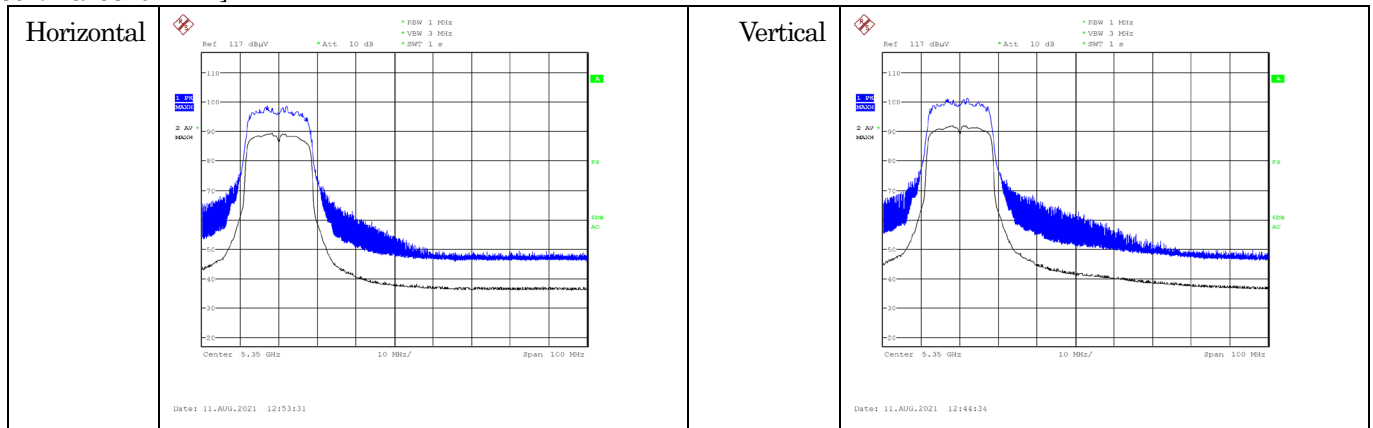 Horizontal
R S
* RBW 1 MHz
* VBW 3 MHz
Ref 117 dBµV * Att 10 dB * SWT 1 s
110
A
1 PK
MAXH
100
2 AV *
MAXH
90
80
PS
70
60
6DB
AC
50
40
30
20
Center 5.35 GHz 10 MHz/ Span 100 MHz
Date: 11.AUG.2021 12:53:31
Vertical
R S
* RBW 1 MHz
* VBW 3 MHz
Ref 117 dBµV * Att 10 dB * SWT 1 s
110
A
1 PK
MAXH
100
2 AV *
MAXH
90
80
PS
70
60
6DB
AC
50
40
30
20
Center 5.35 GHz 10 MHz/ Span 100 MHz
Date: 11.AUG.2021 12:44:34